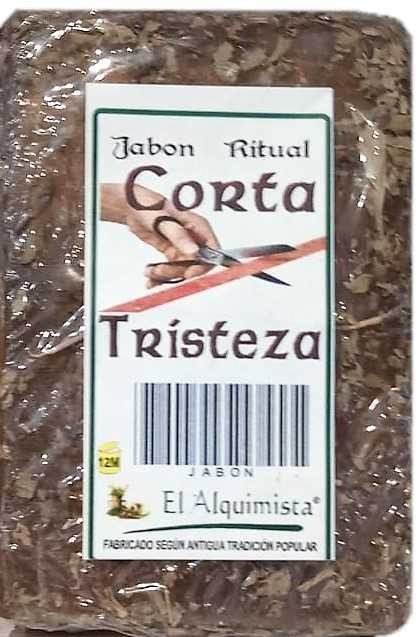 Jabon Ritual
Corta
Tristeza
12M
JABON
El Alquimista®
FABRICADO SEGÚN ANTIGUA TRADICIÓN POPULAR